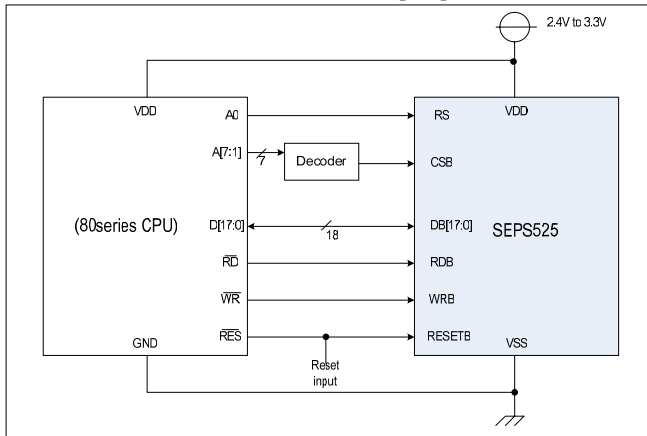 2.4V to 3.3V
VDD
A0
RS
VDD
A[7:1]
7
Decoder
CSB
(80series CPU)
D[17:0]
18
DB[17:0]
SEPS525
RD
RDB
WR
WRB
GND
RES
Reset
input
RESETB
VSS